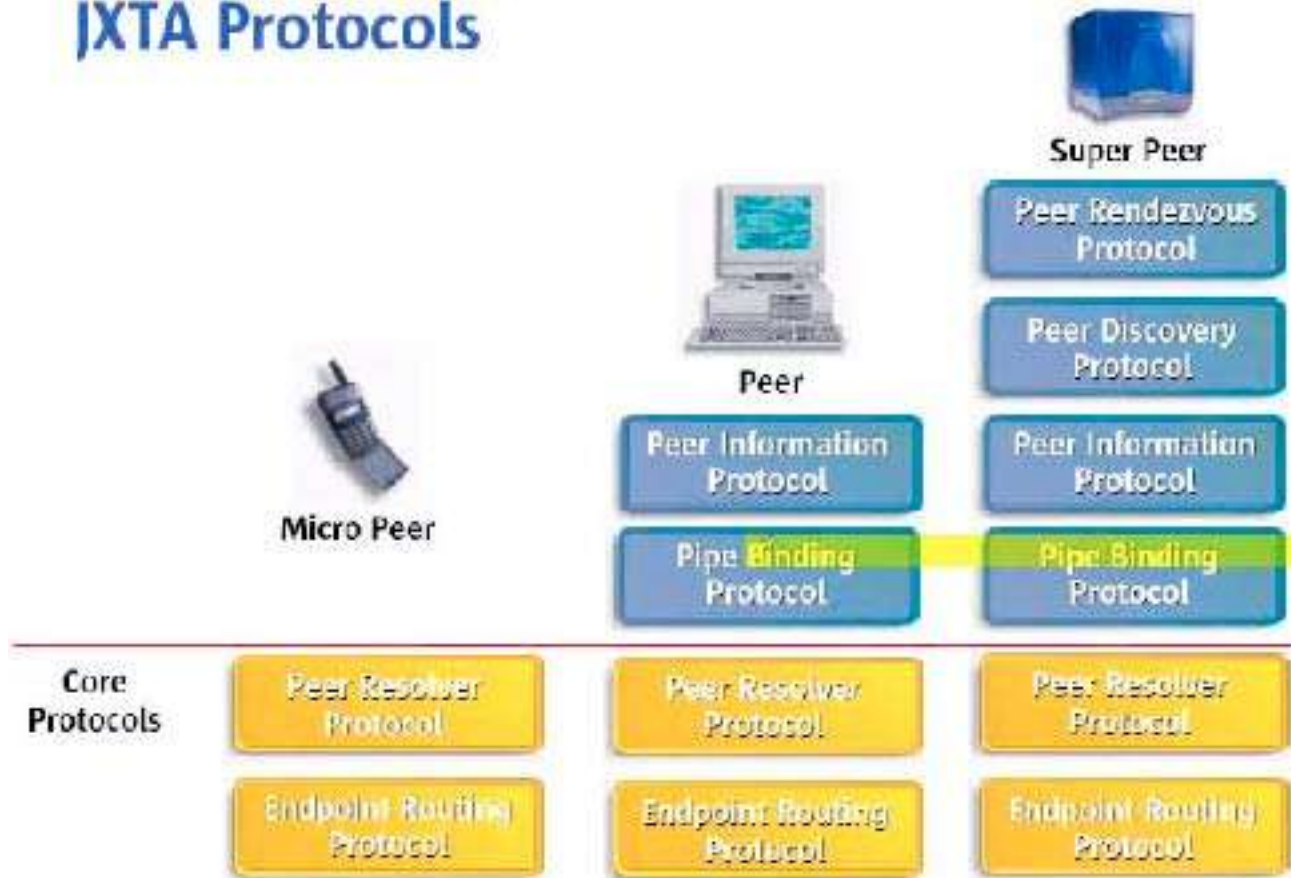 JXTA Protocols
Super Peer
Peer Rendezvous
Protocol
Peer Discovery
Protocol
Peer
Peer Information
Protocol
Peer Information
Protocol
Micro Peer
Pipe Binding
Protocol
Pipe Binding
Protocol
Core
Protocols
Peer Resolver
Protocol
Peer Resolver
Protocol
Peer Resolver
Protocol
Endpoint Routing
Protocol
Endpoint Routing
Protocol
Endpoint Routing
Protocol